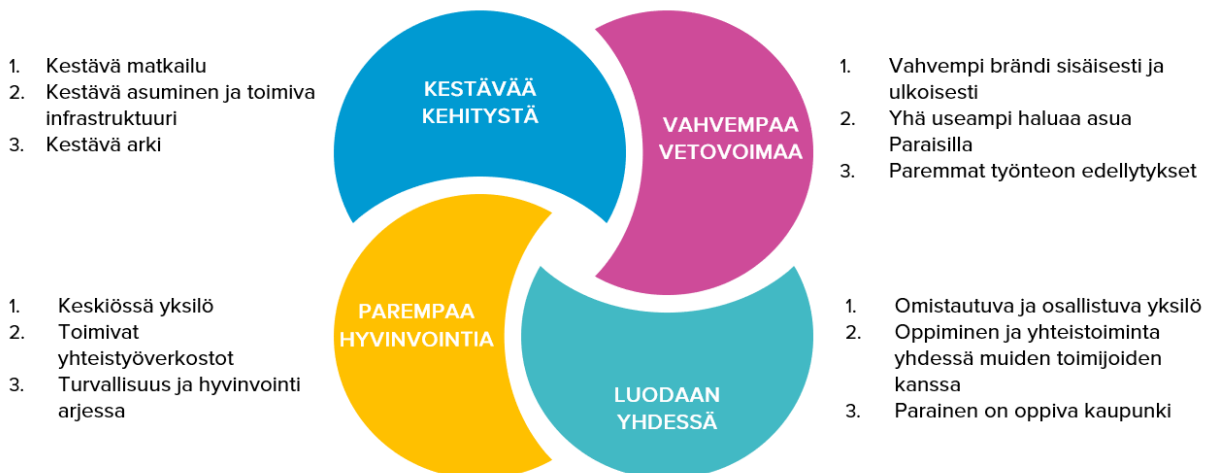 1. Kestävä matkailu
2. Kestävä asuminen ja toimiva
infrastruktuuri
3. Kestävä arki
KESTÄVÄÄ
KEHITYSTÄ
VAHVEMPAA
VETOVOIMAA
1. Vahvempi brändi sisäisesti ja
ulkoisesti
2. Yhä useampi haluaa asua
Paraisilla
3. Paremmat työnteon edellytykset
1. Keskiössä yksilö
2. Toimivat
yhteistyöverkostot
3. Turvallisuus ja hyvinvointi
arjessa
PAREMPAA
HYVINVOINTIA
LUODAAN
YHDESSÄ
1. Omistautuva ja osallistuva yksilö
2. Oppiminen ja yhteistoiminta
yhdessä muiden toimijoiden
kanssa
3. Parainen on oppiva kaupunki